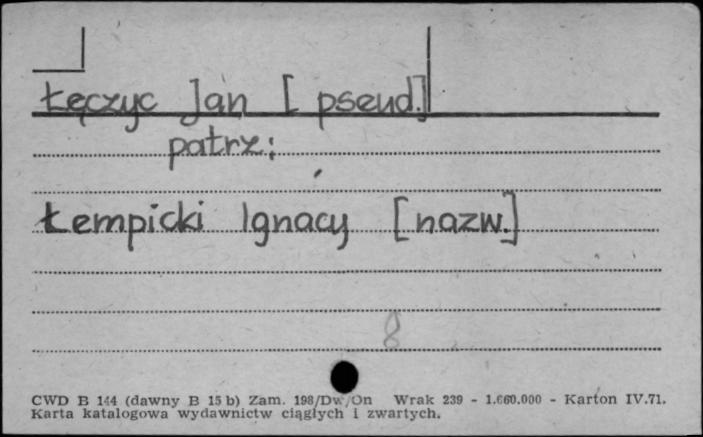 Łęczyc Jan [pseud.]
patrz:
Łempicki Ignacy [nazw.]
8
CWD B 144 (dawny B 15 b) Zam. 198/Dw/On Wrak 239 - 1.660.000 - Karton IV.71.
Karta katalogowa wydawnictw ciągłych i zwartych.